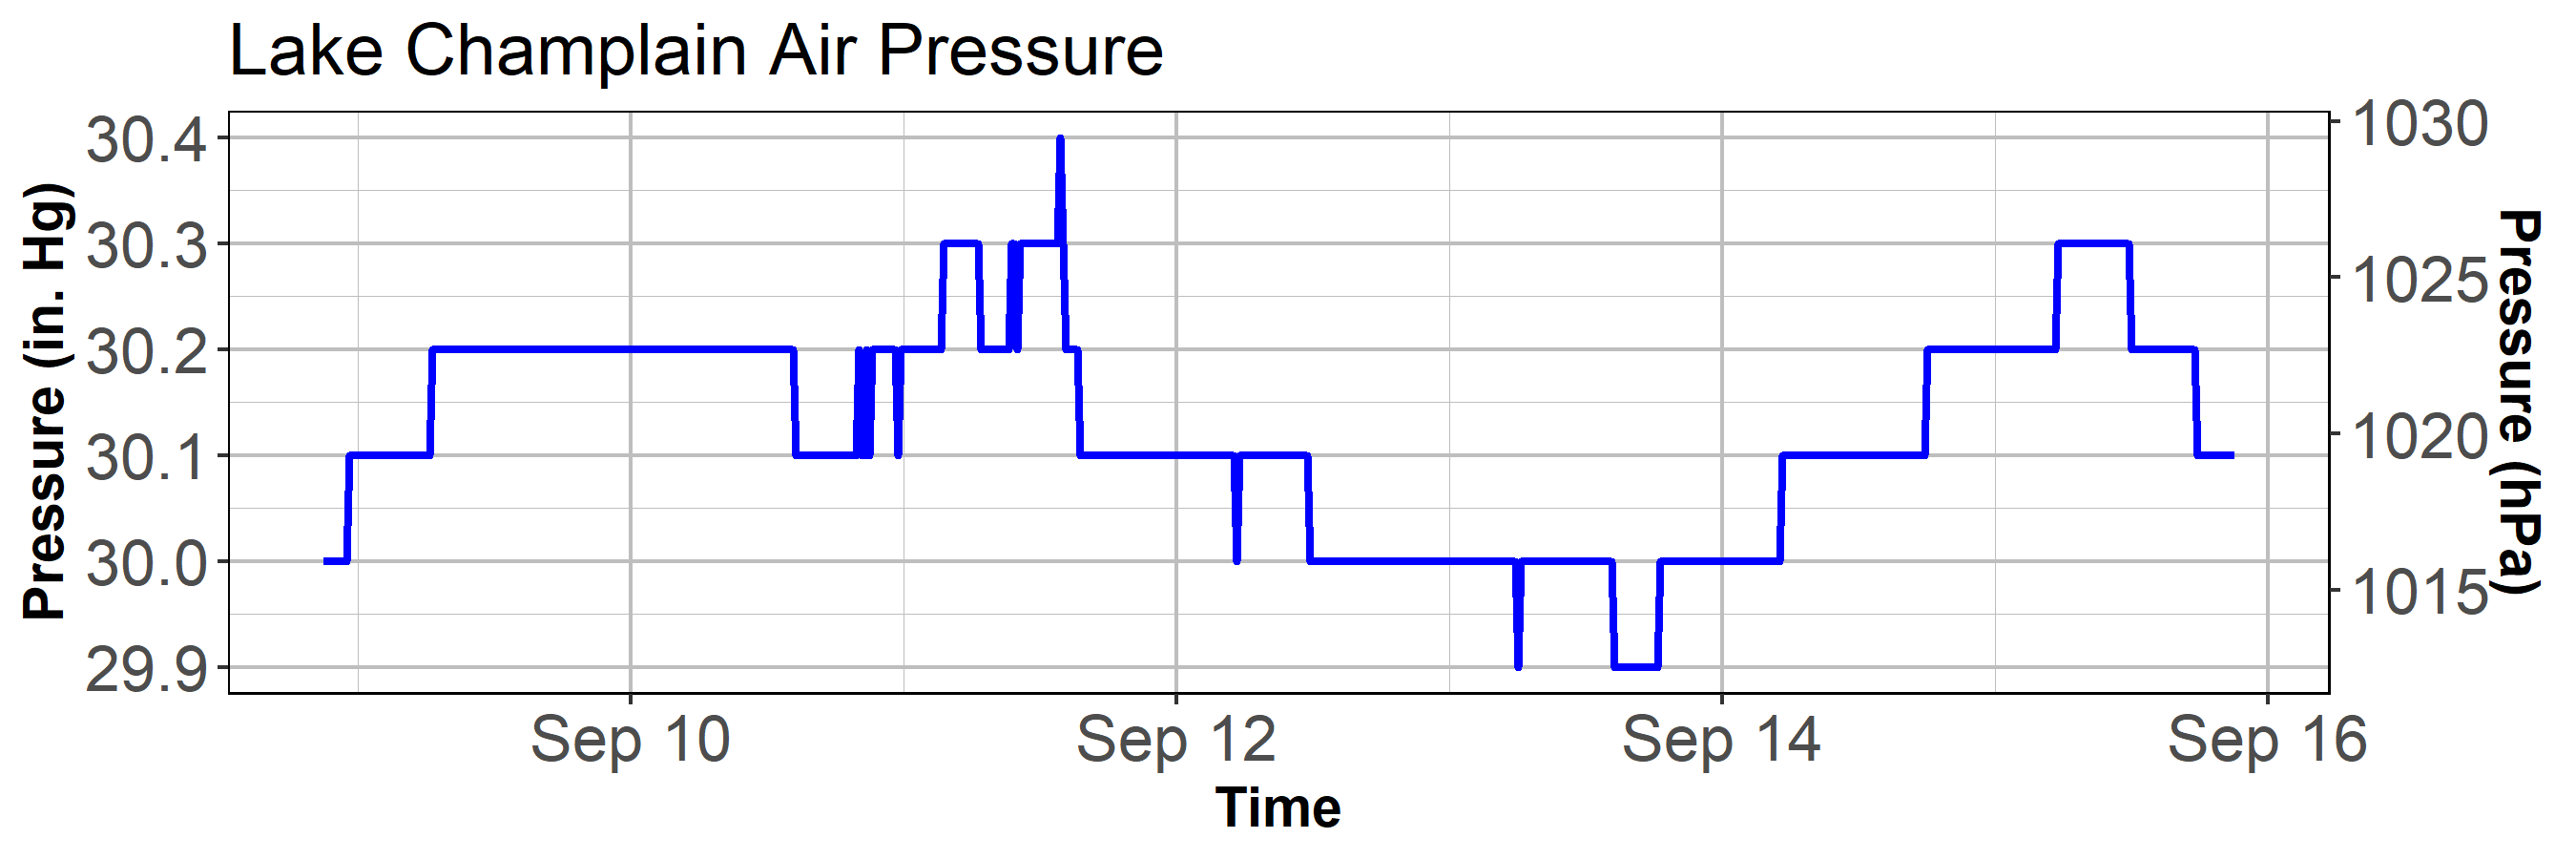 Lake Champlain Air Pressure
Pressure (in. Hg)
30.4
30.3
30.2
30.1
30.0
29.9
1030
1025
1020
1015
Pressure (hPa)
Sep 10 Sep 12 Sep 14 Sep 16
Time